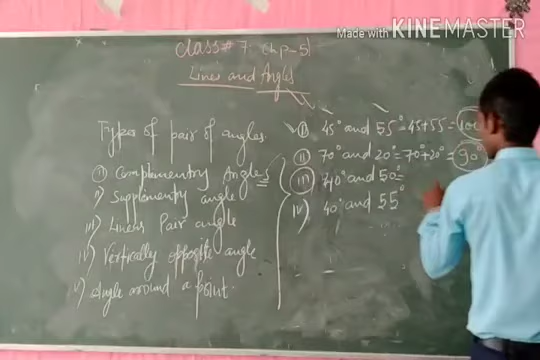 Made with KINEMASTER
Class # 7. Chp-5
Lines and Angles
Types of pair of angles.
i) Complementry Angles
ii) Supplementry angle
iii) Linear Pair angle
iv) Vertically opposite angle
v) Angle around a point.
i) 45° and 55° = 45+55 = 100
ii) 70° and 20° = 70°+20° = 90°
iii) 40° and 50° =
iv) 40° and 55°